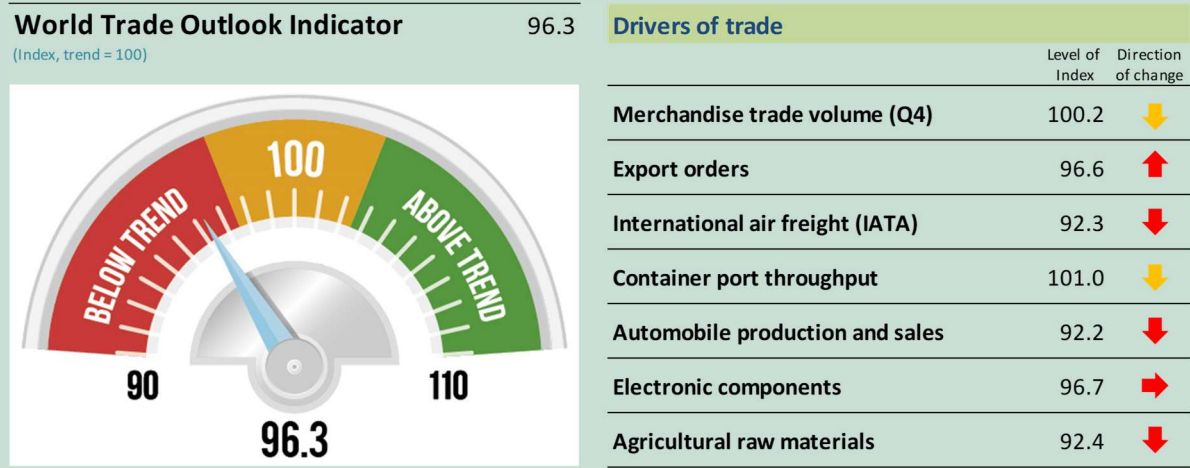 World Trade Outlook Indicator 96.3
(Index, trend = 100)
BELOW TREND
100
ABOVE TREND
90
110
96.3
Drivers of trade
Level of Direction
Index of change
Merchandise trade volume (Q4) 100.2
Export orders 96.6
International air freight (IATA) 92.3
Container port throughput 101.0
Automobile production and sales 92.2
Electronic components 96.7
Agricultural raw materials 92.4